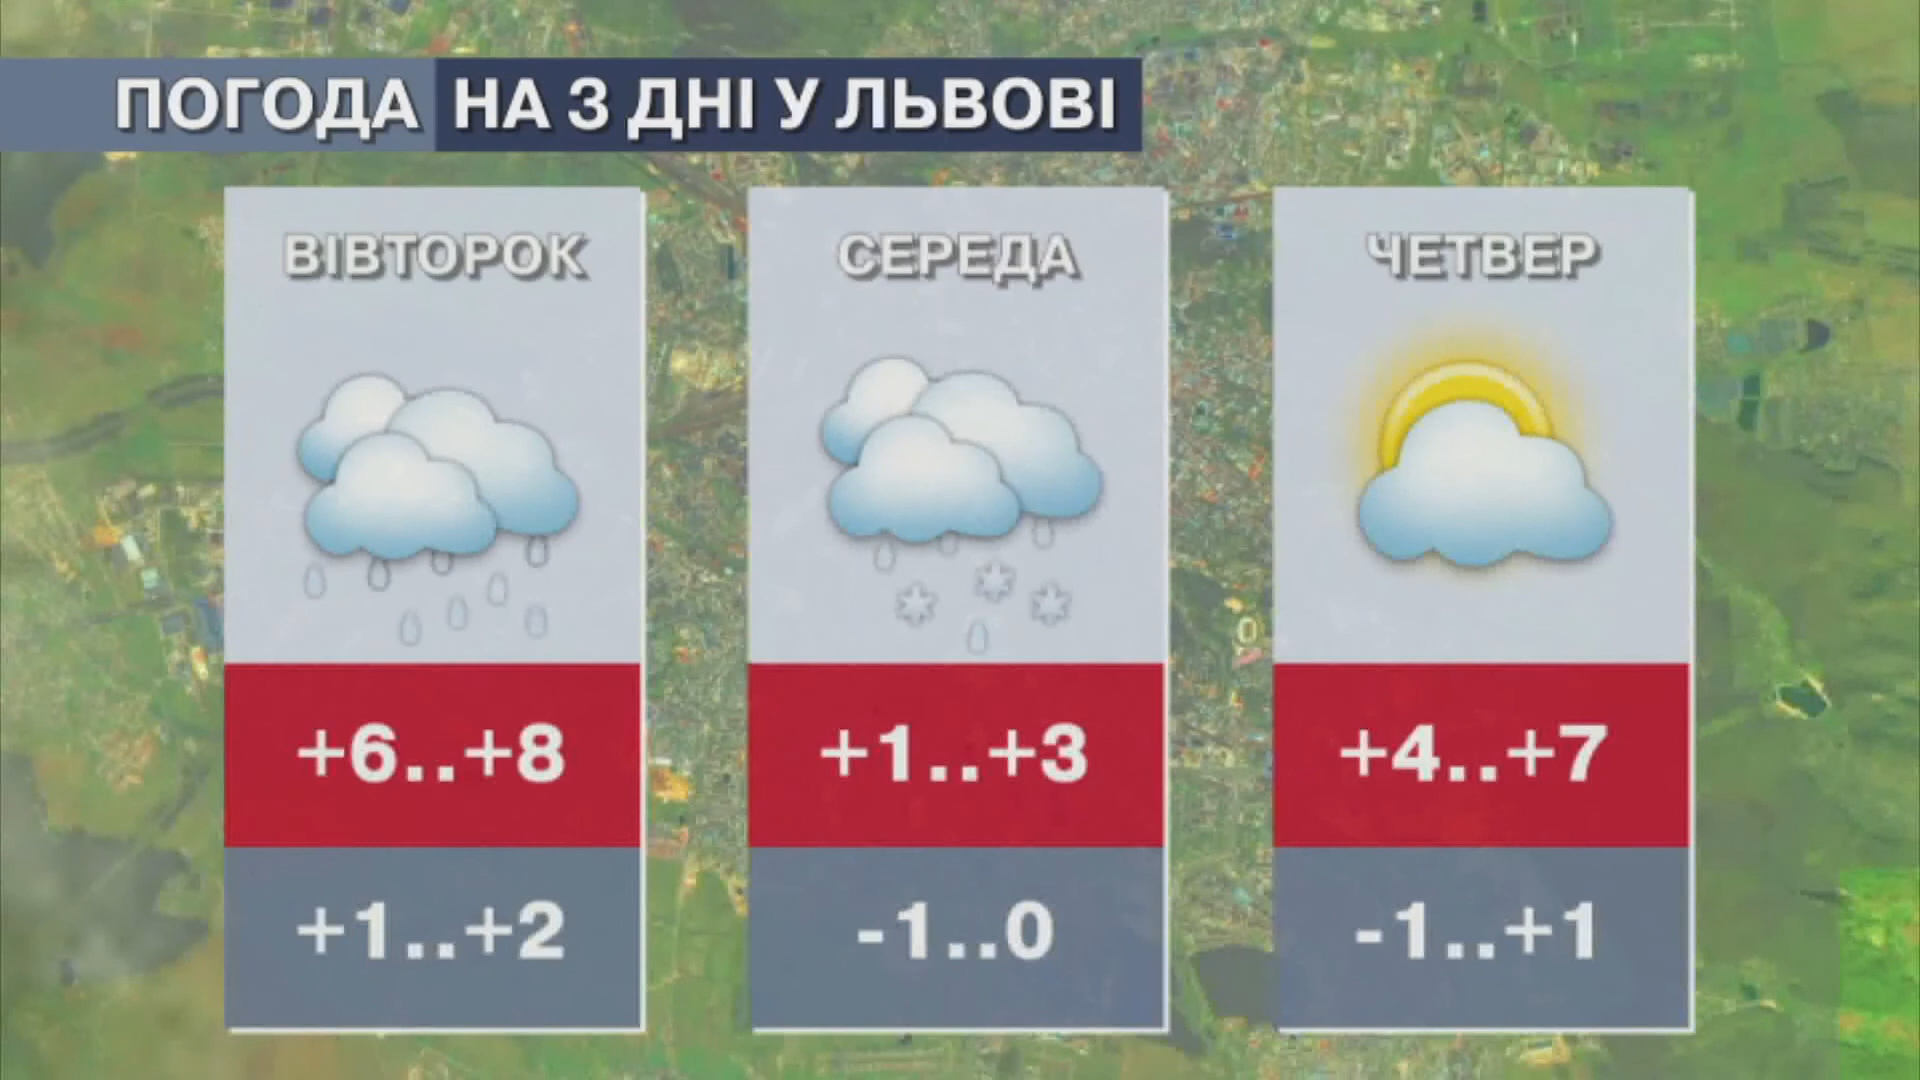 ПОГОДА НА 3 ДНІ У ЛЬВОВІ
ВІВТОРОК
+6..+8
+1..+2
СЕРЕДА
+1..+3
-1..0
ЧЕТВЕР
+4..+7
-1..+1